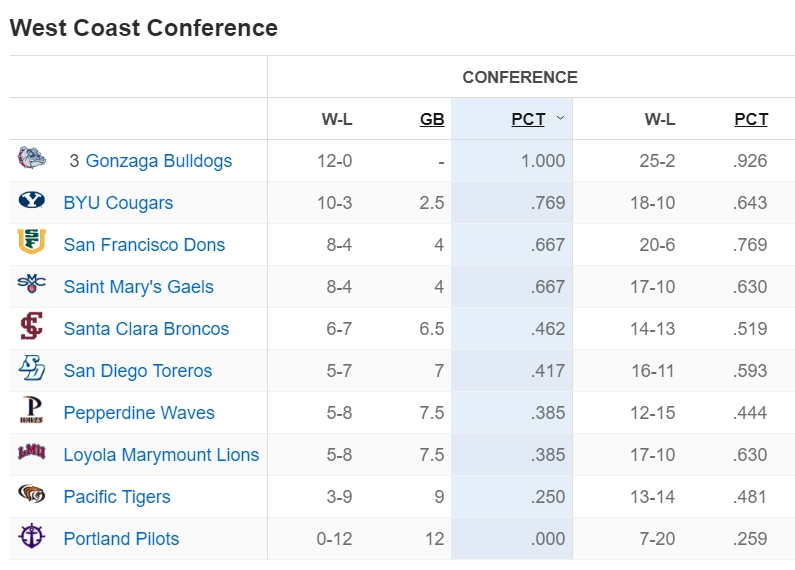 West Coast Conference
CONFERENCE
W-L GB PCT W-L PCT
3 Gonzaga Bulldogs 12-0 - 1.000 25-2 .926
BYU Cougars 10-3 2.5 .769 18-10 .643
San Francisco Dons 8-4 4 .667 20-6 .769
Saint Mary's Gaels 8-4 4 .667 17-10 .630
Santa Clara Broncos 6-7 6.5 .462 14-13 .519
San Diego Toreros 5-7 7 .417 16-11 .593
Pepperdine Waves 5-8 7.5 .385 12-15 .444
Loyola Marymount Lions 5-8 7.5 .385 17-10 .630
Pacific Tigers 3-9 9 .250 13-14 .481
Portland Pilots 0-12 12 .000 7-20 .259